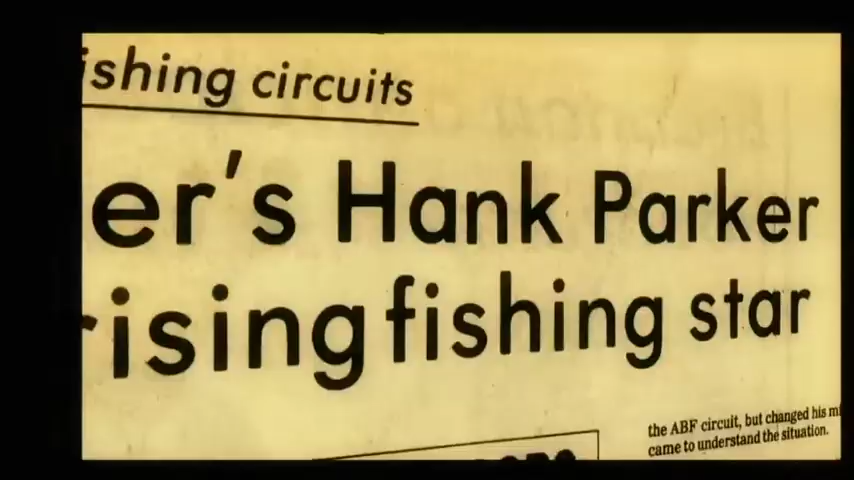 ishing circuits
er's Hank Parker
rising fishing star
the ABF circuit, but changed his
came to understand the situation.